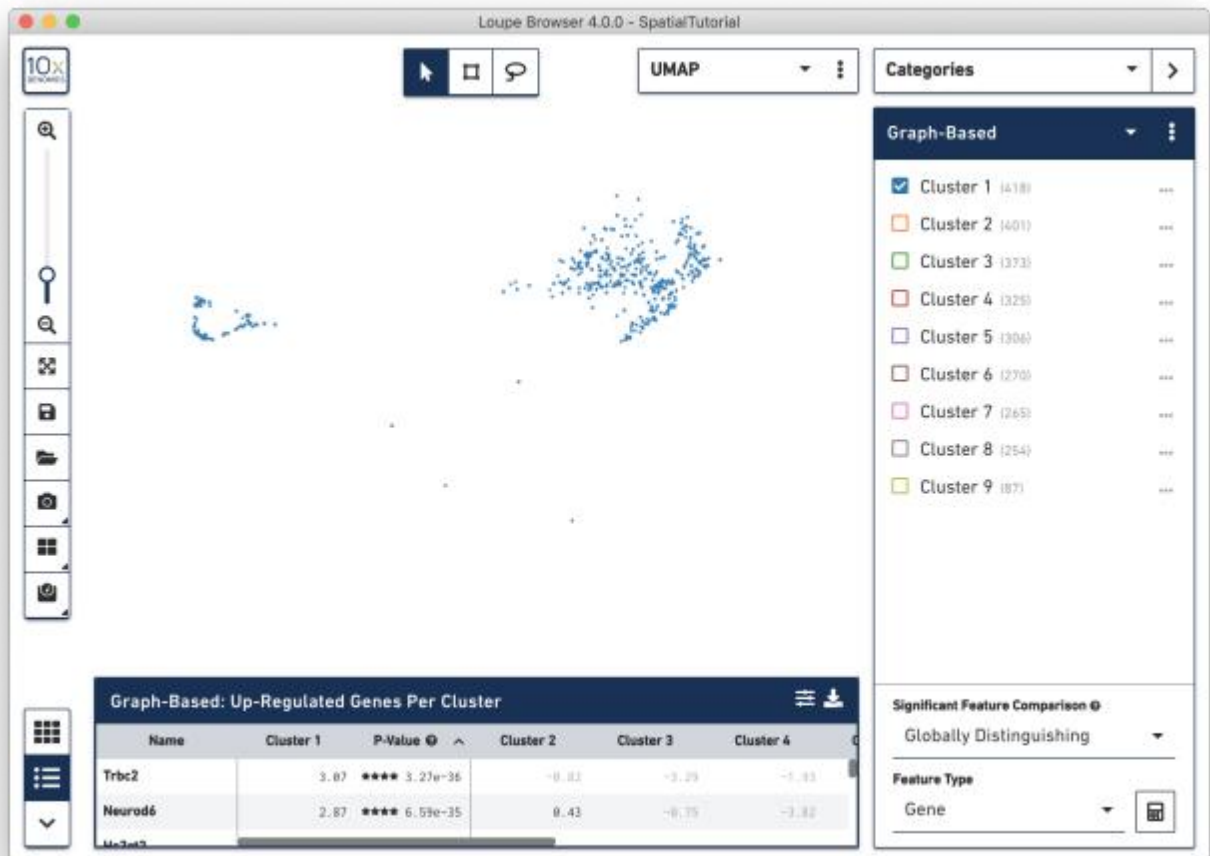 Loupe Browser 4.0.0 - SpatialTutorial
10x
GENOMICS
UMAP
Categories
Graph-Based
Cluster 1 (418)
Cluster 2 (401)
Cluster 3 (373)
Cluster 4 (325)
Cluster 5 (306)
Cluster 6 (270)
Cluster 7 (265)
Cluster 8 (254)
Cluster 9 (87)
Graph-Based: Up-Regulated Genes Per Cluster
Name Cluster 1 P-Value Cluster 2 Cluster 3 Cluster 4
Trbc2 3.07 **** 3.27e-36 -3.29
Neurod6 2.87 **** 6.59e-35 0.43 -0.75
Significant Feature Comparison
Globally Distinguishing
Feature Type
Gene